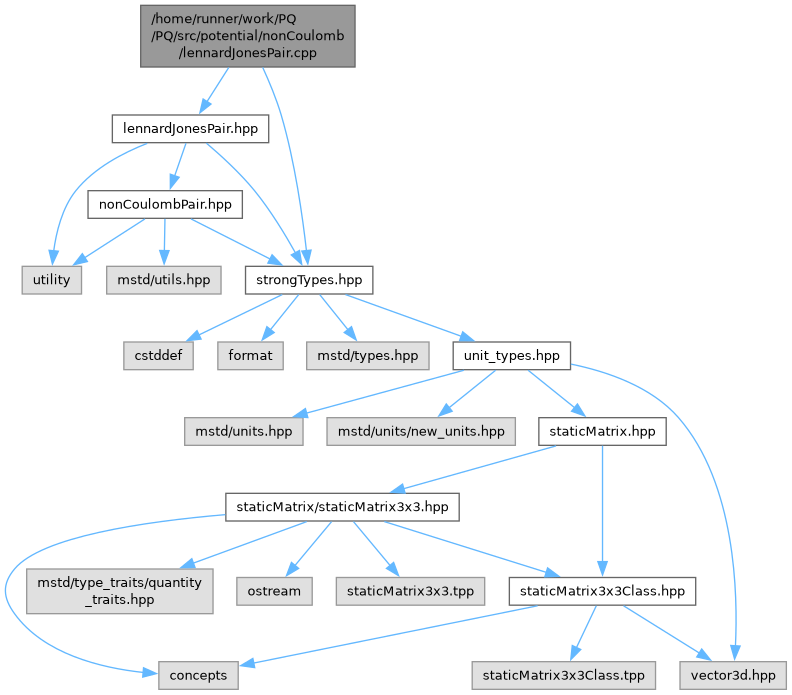 /home/runner/work/PQ
/PQ/src/potential/nonCoulomb
/lennardJonesPair.cpp
lennardJonesPair.hpp
nonCoulombPair.hpp
utility
mstd/utils.hpp
strongTypes.hpp
cstddef
format
mstd/types.hpp
unit_types.hpp
mstd/units.hpp
mstd/units/new_units.hpp
staticMatrix.hpp
staticMatrix/staticMatrix3x3.hpp
mstd/type_traits/quantity
_traits.hpp
ostream
staticMatrix3x3.tpp
staticMatrix3x3Class.hpp
concepts
staticMatrix3x3Class.tpp
vector3d.hpp